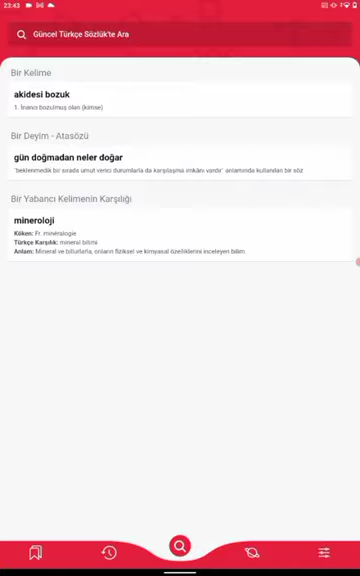 23:43
Güncel Türkçe Sözlük'te Ara
Bir Kelime
akidesi bozuk
1. İnancı bozulmuş olan (kimse)
Bir Deyim - Atasözü
gün doğmadan neler doğar
'beklenmedik bir sırada umut verici durumlarla da karşılaşma imkânı vardır' anlamında kullanılan bir söz
Bir Yabancı Kelimenin Karşılığı
mineroloji
Köken: Fr. minéralogie
Türkçe Karşılık: mineral bilimi
Anlam: Mineral ve billurlarla, onların fiziksel ve kimyasal özelliklerini inceleyen bilim